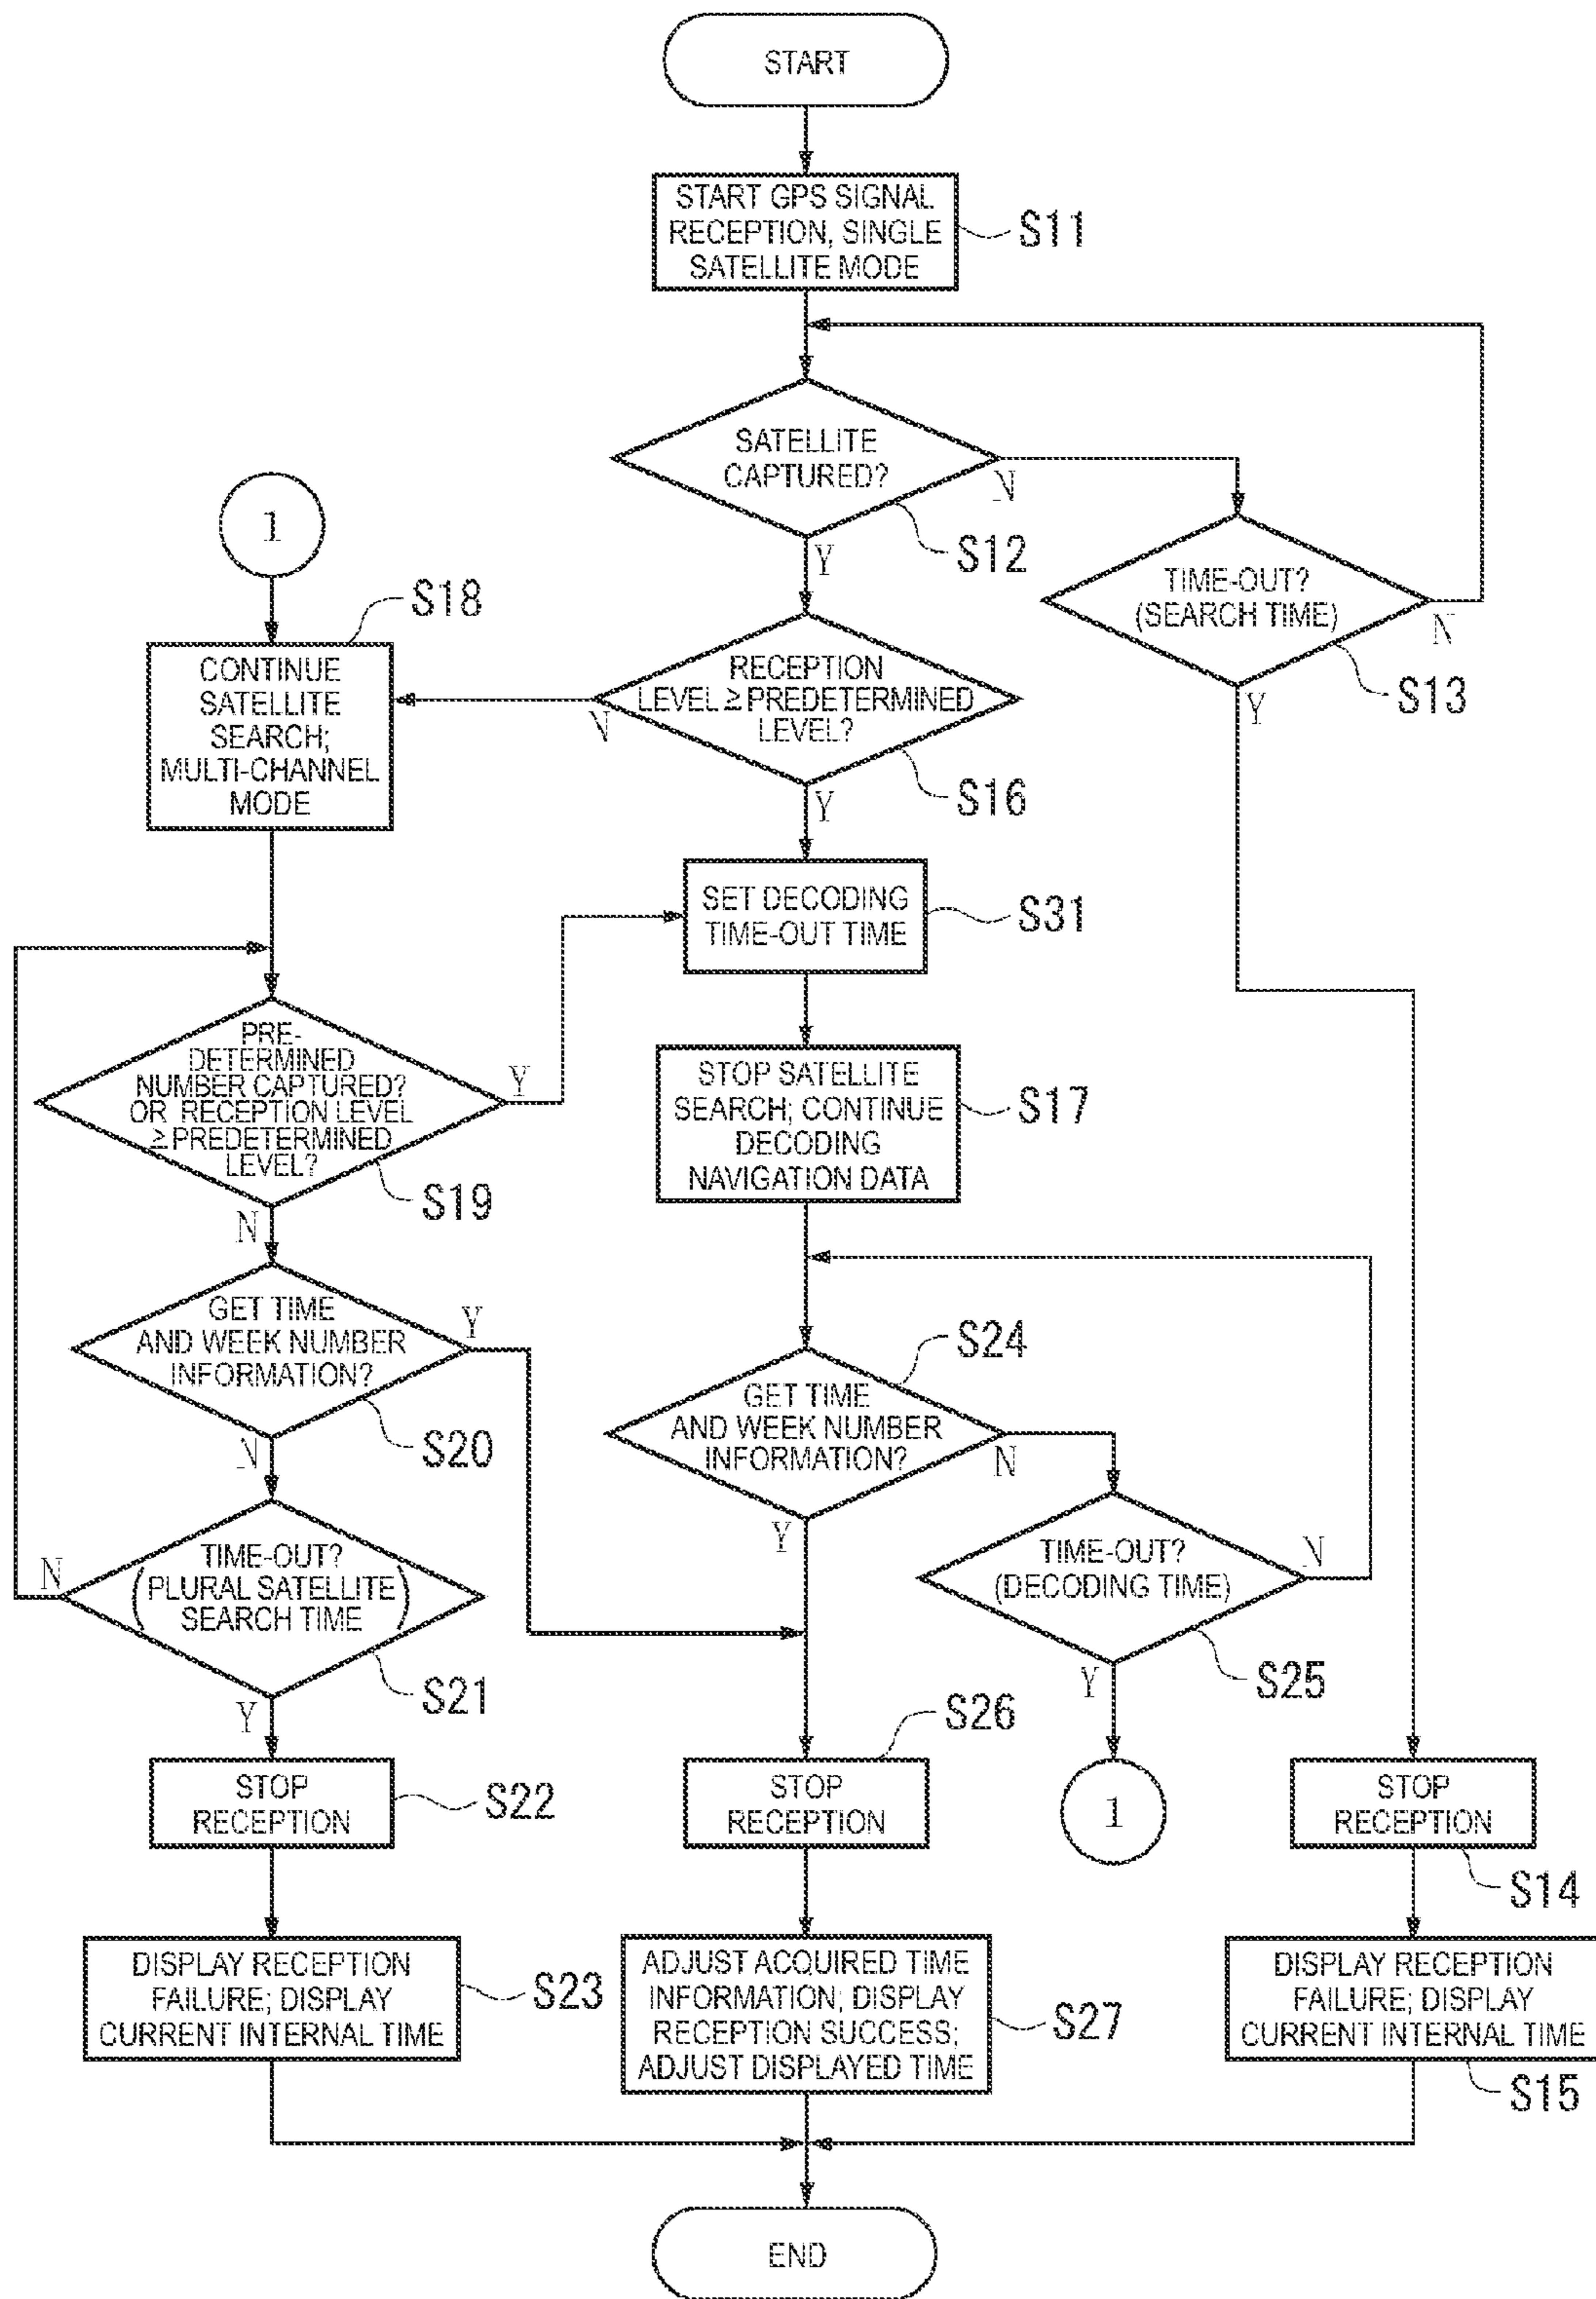 START
START GPS SIGNAL
RECEPTION, SINGLE
SATELLITE MODE
S11
SATELLITE
CAPTURED?
N
S12
Y
TIME-OUT?
(SEARCH TIME)
N
S13
Y
1
S18
CONTINUE
SATELLITE
SEARCH;
MULTI-CHANNEL
MODE
RECEPTION
LEVEL ≥ PREDETERMINED
LEVEL?
N
S16
Y
SET DECODING
TIME-OUT TIME
S31
PRE-
DETERMINED
NUMBER CAPTURED?
OR RECEPTION LEVEL
≥ PREDETERMINED
LEVEL?
Y
S19
N
STOP SATELLITE
SEARCH; CONTINUE
DECODING
NAVIGATION DATA
S17
GET TIME
AND WEEK NUMBER
INFORMATION?
Y
S20
N
S24
GET TIME
AND WEEK NUMBER
INFORMATION?
N
Y
TIME-OUT?
(PLURAL SATELLITE
SEARCH TIME)
N
S21
Y
TIME-OUT?
(DECODING TIME)
N
S25
Y
1
STOP
RECEPTION
S22
S26
STOP
RECEPTION
STOP
RECEPTION
S14
DISPLAY RECEPTION
FAILURE; DISPLAY
CURRENT INTERNAL TIME
S23
ADJUST ACQUIRED TIME
INFORMATION; DISPLAY
RECEPTION SUCCESS;
ADJUST DISPLAYED TIME
S27
DISPLAY RECEPTION
FAILURE; DISPLAY
CURRENT INTERNAL TIME
S15
END